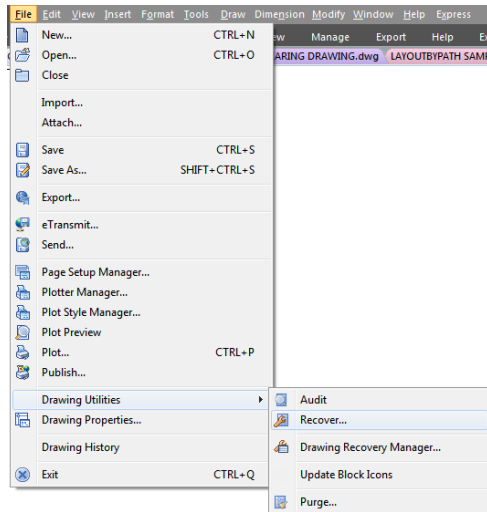 File Edit View Insert Format Tools Draw Dimension Modify Window Help Express
New... CTRL+N
Manage Export Help
Open... CTRL+O
ARING DRAWING.dwg LAYOUTBYPATH SAM
Close
Import...
Attach...
Save CTRL+S
Save As... SHIFT+CTRL+S
Export...
eTransmit...
Send...
Page Setup Manager...
Plotter Manager...
Plot Style Manager...
Plot Preview
Plot... CTRL+P
Publish...
Drawing Utilities
Audit
Drawing Properties...
Recover...
Drawing History
Drawing Recovery Manager...
Exit CTRL+Q
Update Block Icons
Purge...